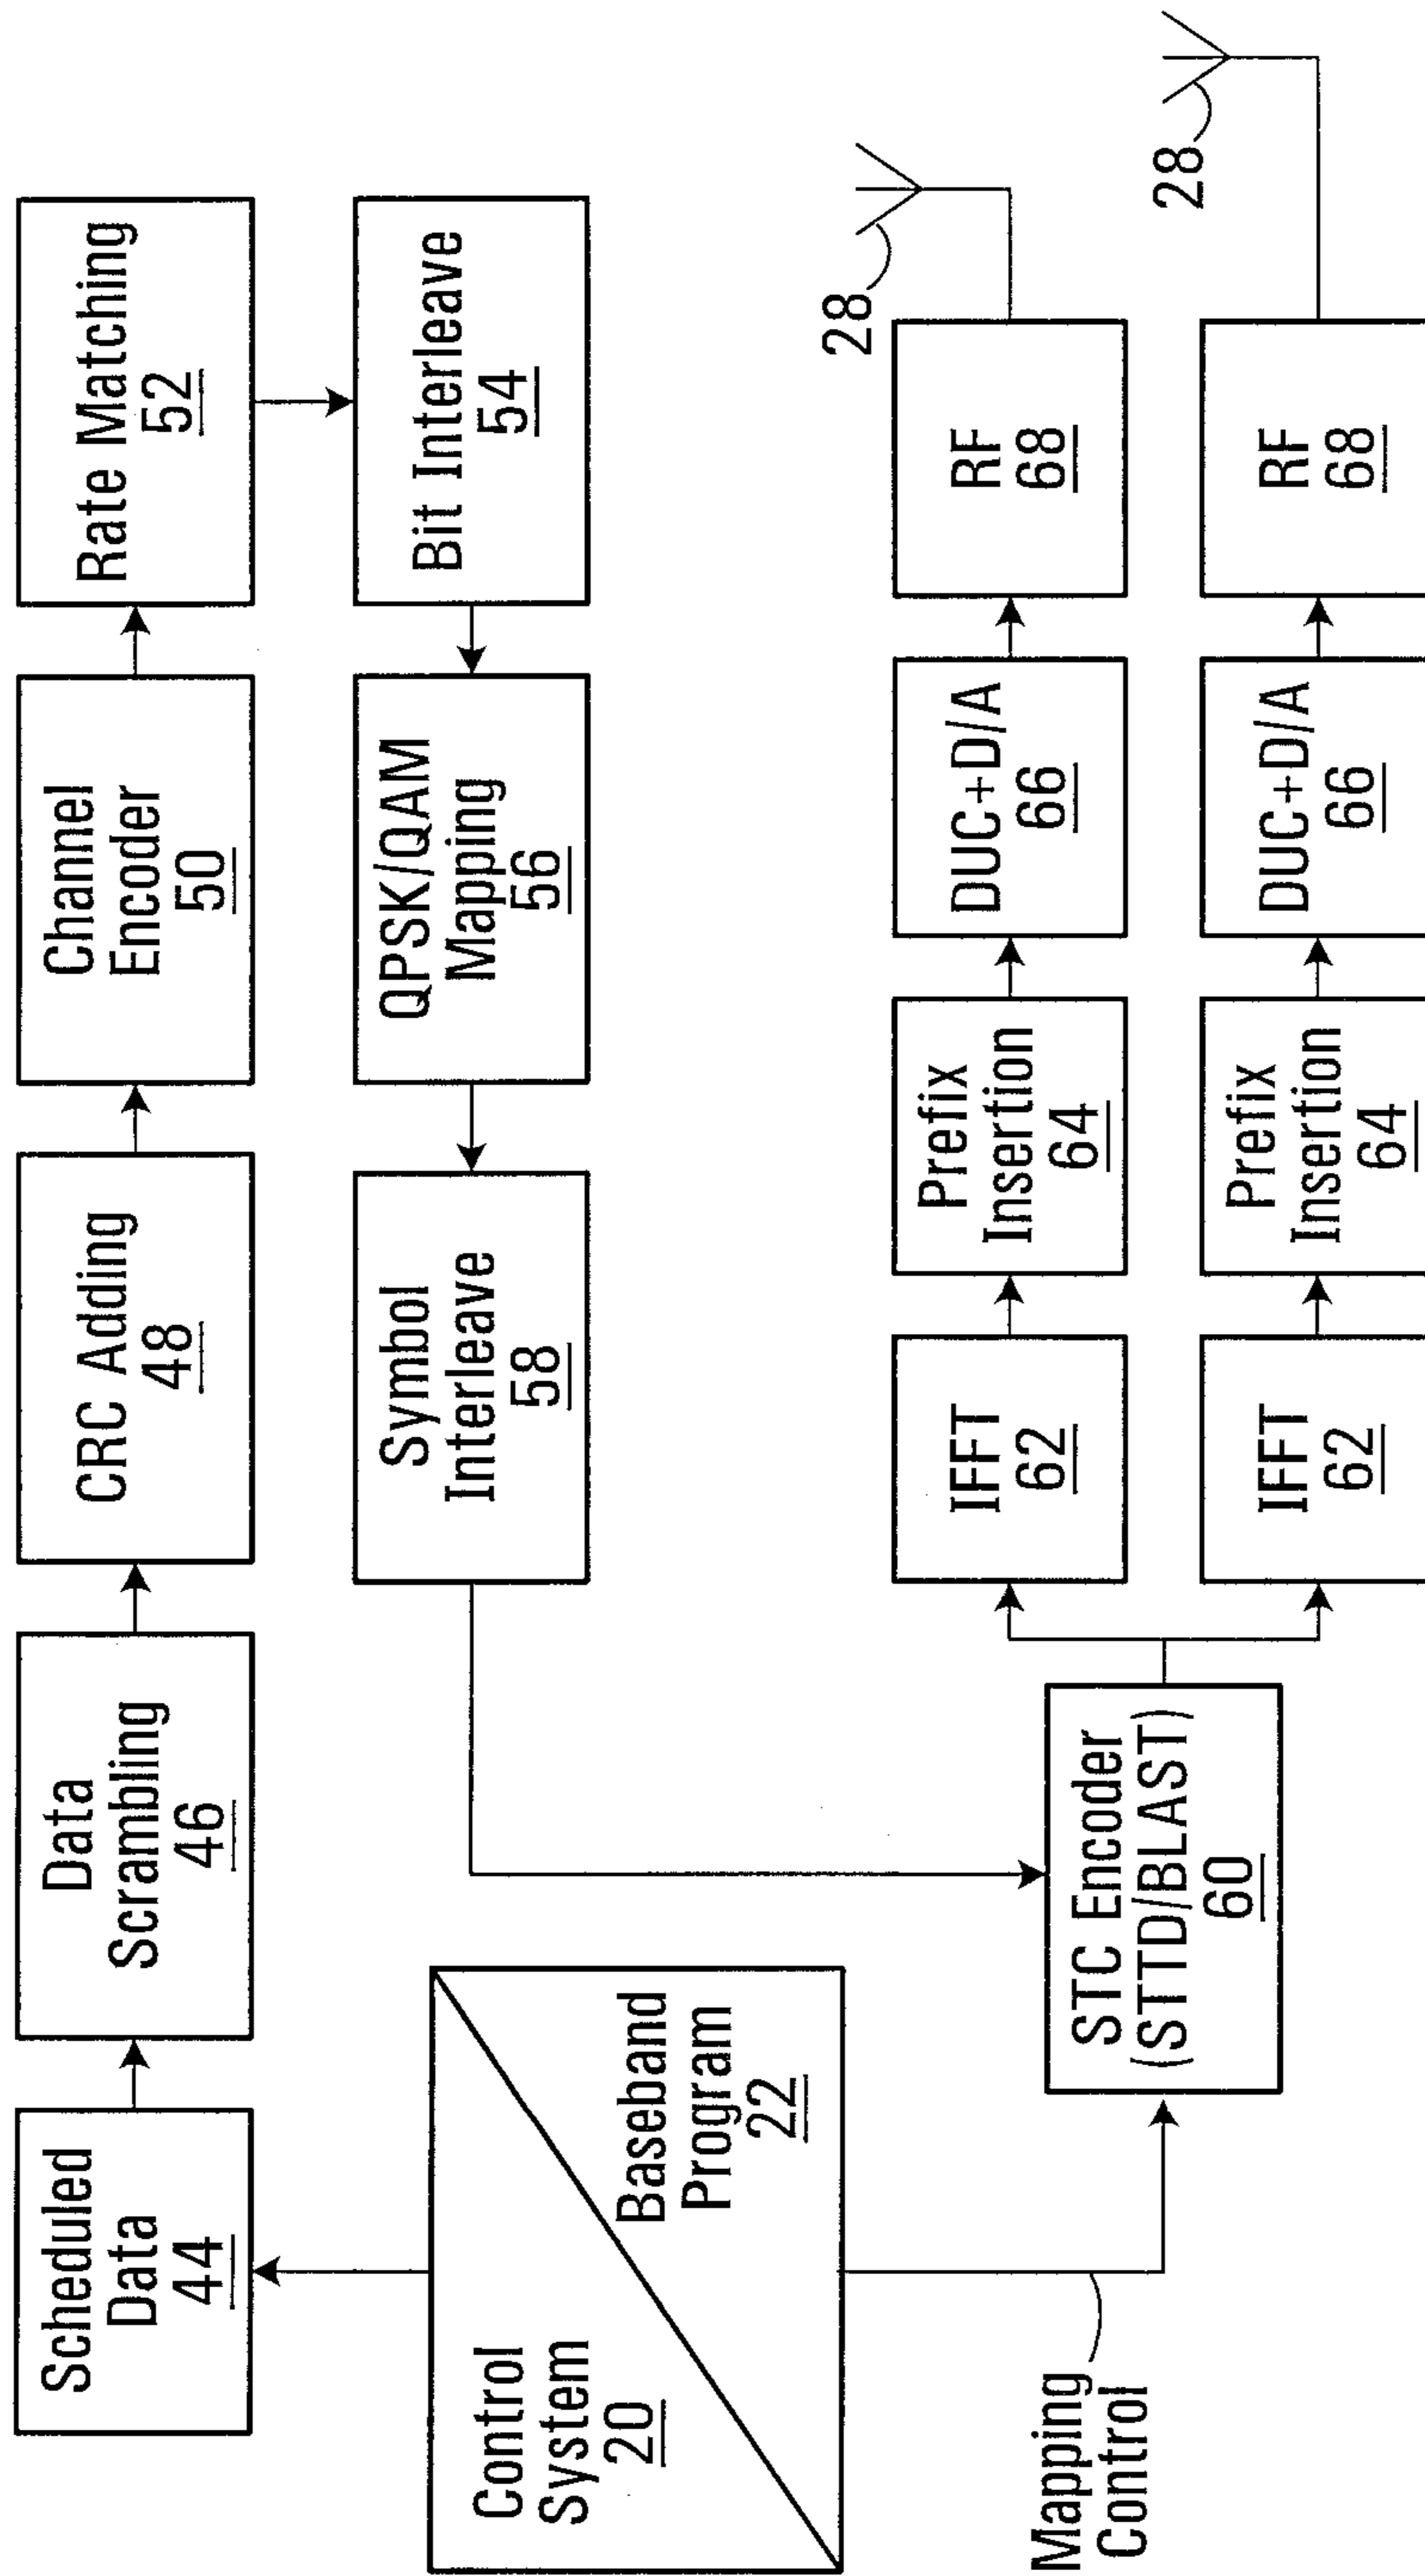 Scheduled
Data
44
Data
Scrambling
46
CRC Adding
48
Channel
Encoder
50
Rate Matching
52
Bit Interleave
54
QPSK/QAM
Mapping
56
Symbol
Interleave
58
Control
System
20
Baseband
Program
22
Mapping
Control
STC Encoder
(STTD/BLAST)
60
IFFT
62
Prefix
Insertion
64
DUC+D/A
66
RF
68
28
IFFT
62
Prefix
Insertion
64
DUC+D/A
66
RF
68
28